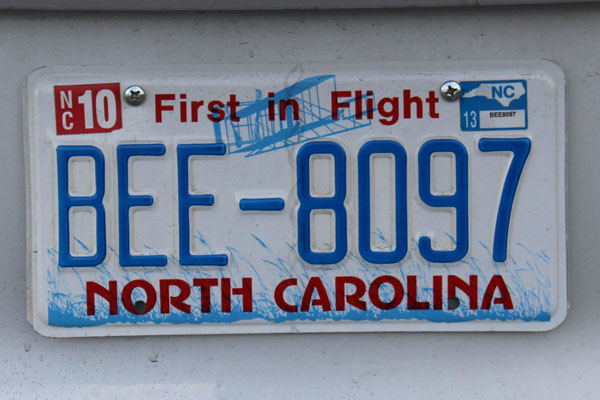 NC 10 First in Flight NC
13 BEE8097
BEE-8097
NORTH CAROLINA